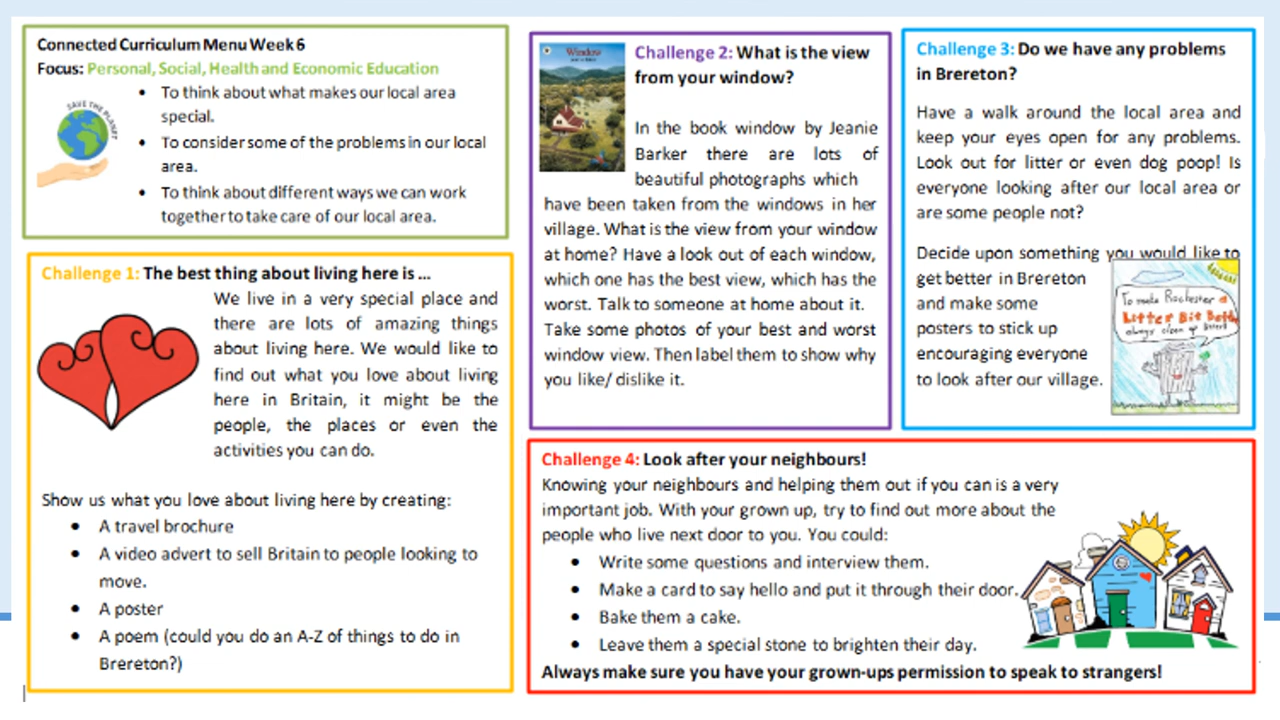 Connected Curriculum Menu Week 6
Focus: Personal, Social, Health and Economic Education
SAVE THE PLANET
• To think about what makes our local area
special.
• To consider some of the problems in our local
area.
• To think about different ways we can work
together to take care of our local area.
Challenge 1: The best thing about living here is ...
We live in a very special place and
there are lots of amazing things
about living here. We would like to
find out what you love about living
here in Britain, it might be the
people, the places or even the
activities you can do.
Show us what you love about living here by creating:
• A travel brochure
• A video advert to sell Britain to people looking to
move.
• A poster
• A poem (could you do an A-Z of things to do in
Brereton?)
Window
Challenge 2: What is the view
from your window?
In the book window by Jeanie
Barker there are lots of
beautiful photographs which
have been taken from the windows in her
village. What is the view from your window
at home? Have a look out of each window,
which one has the best view, which has the
worst. Talk to someone at home about it.
Take some photos of your best and worst
window view. Then label them to show why
you like/ dislike it.
Challenge 3: Do we have any problems
in Brereton?
Have a walk around the local area and
keep your eyes open for any problems.
Look out for litter or even dog poop! Is
everyone looking after our local area or
are some people not?
Decide upon something you would like to
get better in Brereton
and make some
posters to stick up
encouraging everyone
to look after our village.
To make Rochester a
Litter Bit Bett
always clean up
Challenge 4: Look after your neighbours!
Knowing your neighbours and helping them out if you can is a very
important job. With your grown up, try to find out more about the
people who live next door to you. You could:
• Write some questions and interview them.
• Make a card to say hello and put it through their door.
• Bake them a cake.
• Leave them a special stone to brighten their day.
Always make sure you have your grown-ups permission to speak to strangers!